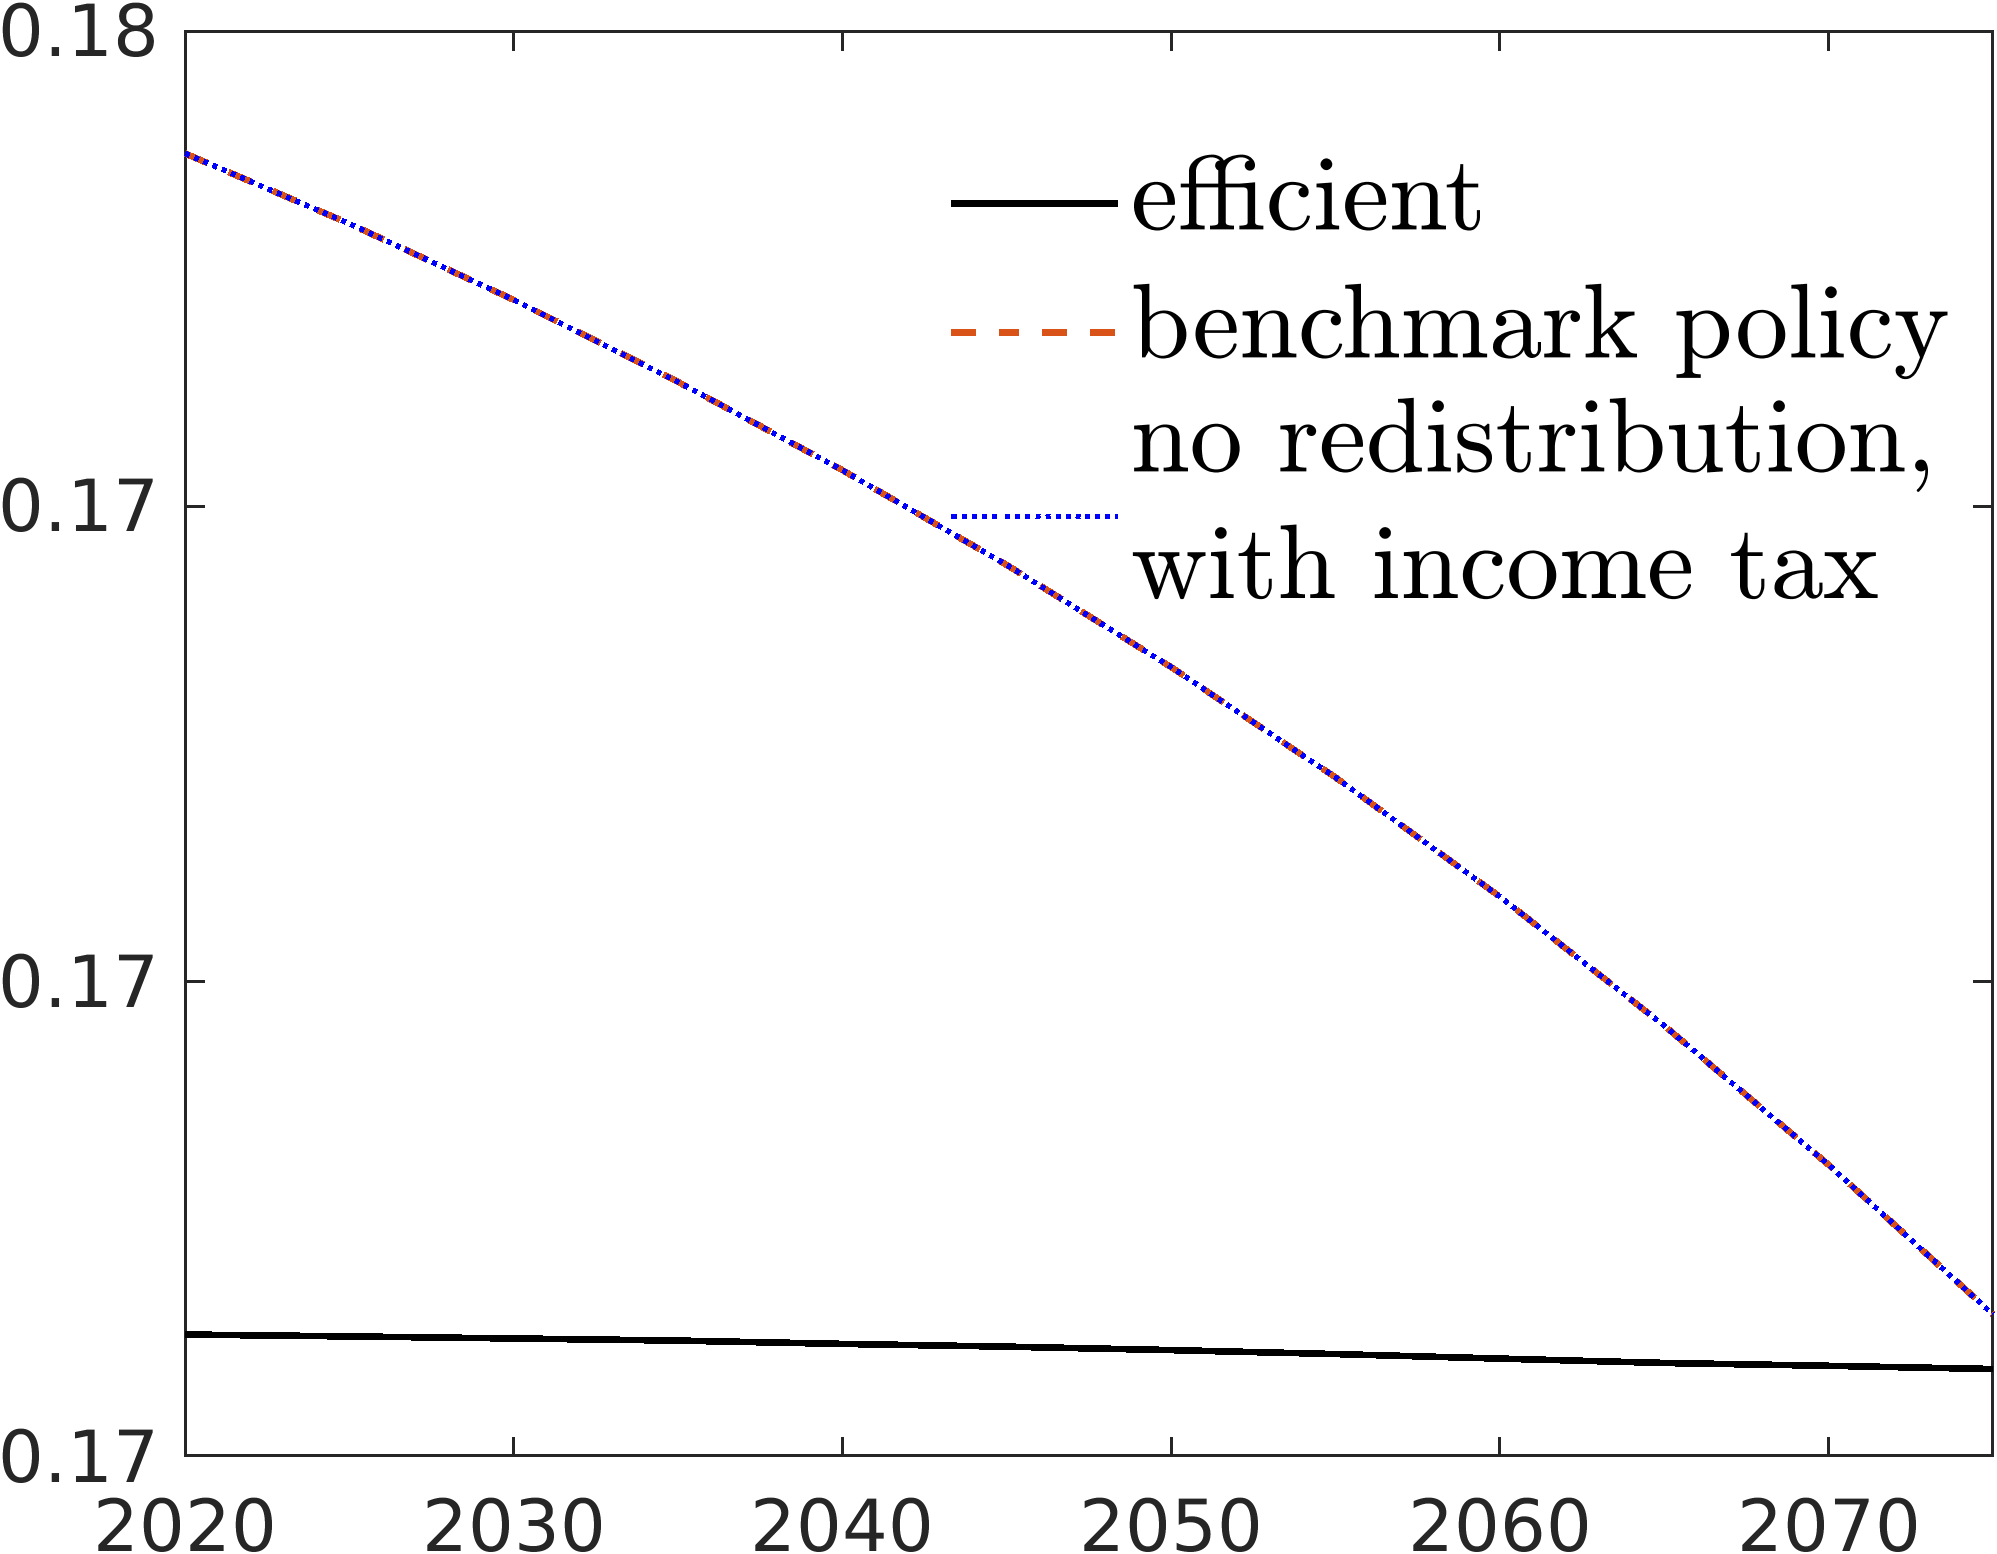 0.18
efficient
benchmark policy
no redistribution,
0.17
with income tax
0.17
0.17
2020 2030 2040 2050 2060 2070